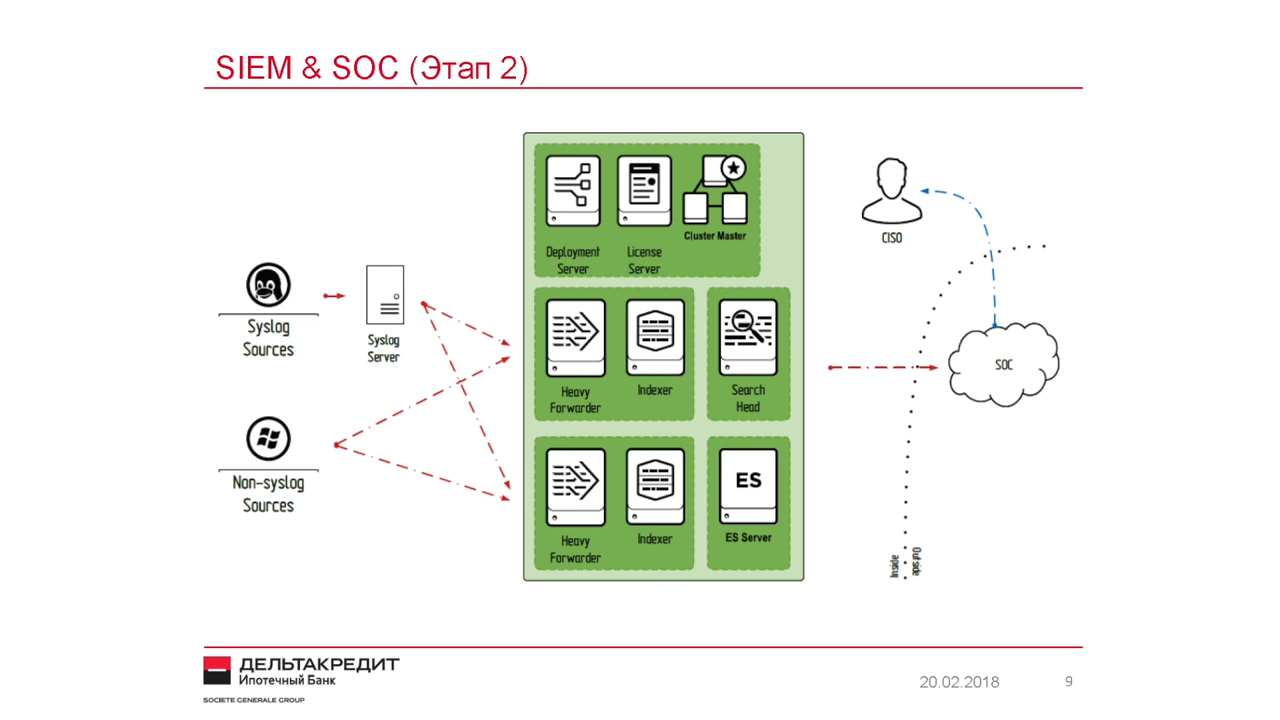 SIEM & SOC (Этап 2)
Deployment
Server
License
Server
Cluster Master
CISO
Syslog
Sources
Syslog
Server
Heavy
Forwarder
Indexer
Search
Head
SOC
Non-syslog
Sources
Heavy
Forwarder
Indexer
ES
ES Server
Inside
Outside
ДЕЛЬТАКРЕДИТ
Ипотечный Банк
SOCIETE GENERALE GROUP
20.02.2018
9